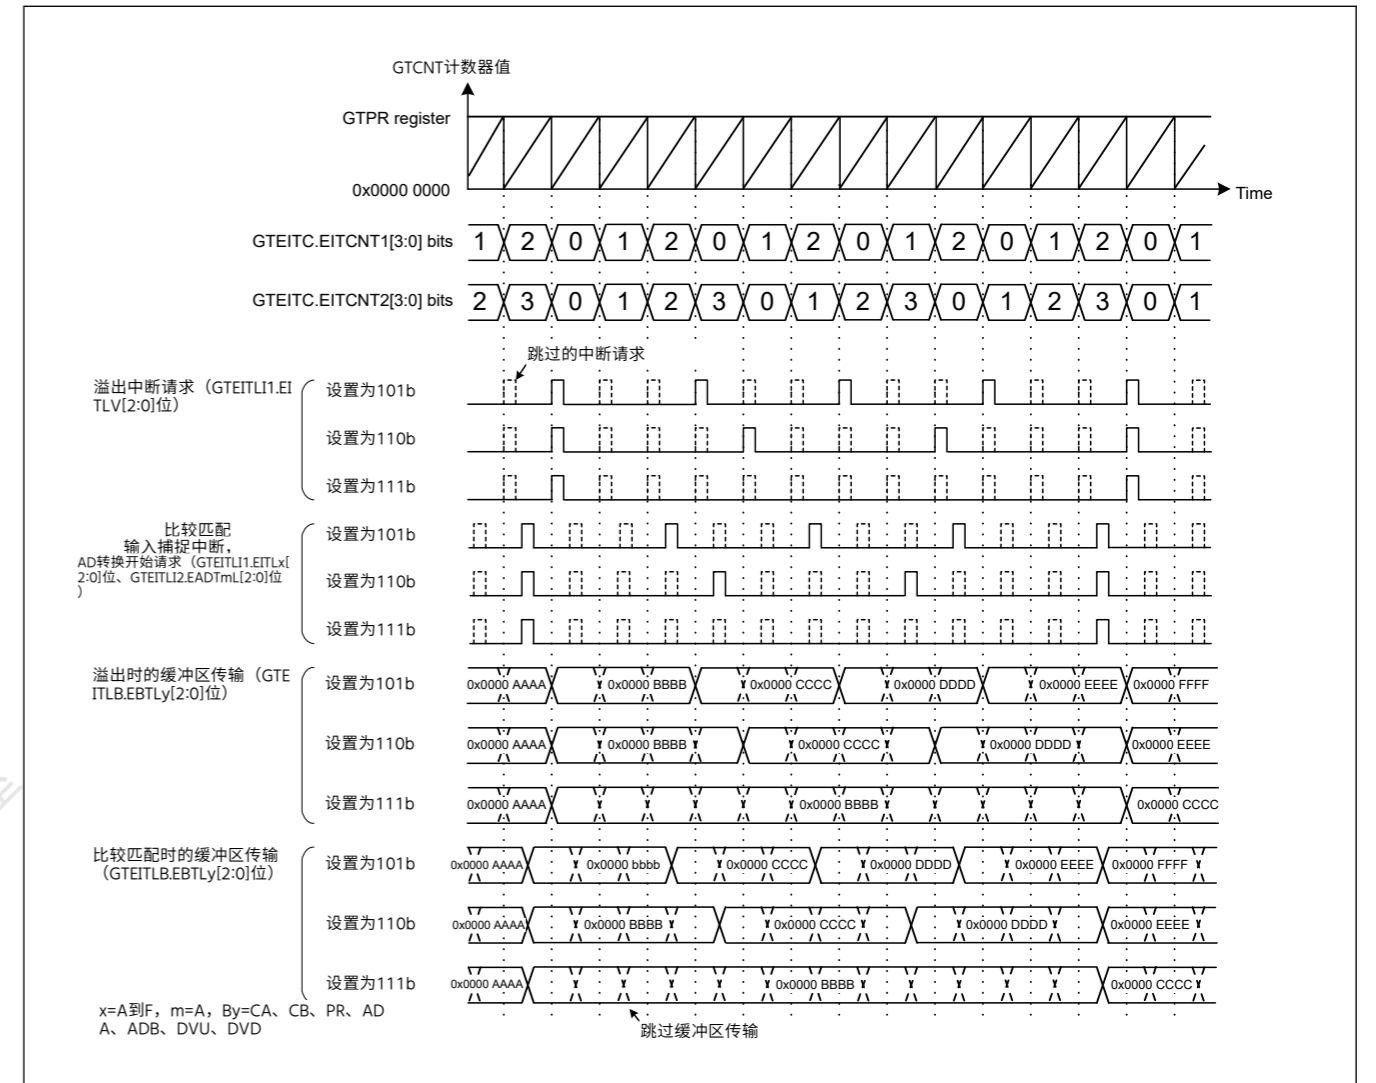 GTCNT计数器值
GTPR register
0x0000 0000
Time
GTEITC.EITCNT1[3:0] bits 1 2 0 1 2 0 1 2 0 1 2 0 1 2 0 1
GTEITC.EITCNT2[3:0] bits 2 3 0 1 2 3 0 1 2 3 0 1 2 3 0 1
跳过的中断请求
溢出中断请求（GTEITLI1.EI
TLV[2:0]位）
设置为101b
设置为110b
设置为111b
比较匹配
输入捕捉中断，
AD转换开始请求（GTEITLI1.EITLx[
2:0]位、GTEITLI2.EADTmL[2:0]位
）
设置为101b
设置为110b
设置为111b
溢出时的缓冲区传输（GTE
ITLB.EBTLy[2:0]位）
设置为101b 0x0000 AAAA 0x0000 BBBB 0x0000 CCCC 0x0000 DDDD 0x0000 EEEE 0x0000 FFFF
设置为110b 0x0000 AAAA 0x0000 BBBB 0x0000 CCCC 0x0000 DDDD 0x0000 EEEE
设置为111b 0x0000 AAAA 0x0000 BBBB 0x0000 CCCC
比较匹配时的缓冲区传输
（GTEITLB.EBTLy[2:0]位）
设置为101b 0x0000 AAAA 0x0000 bbbb 0x0000 CCCC 0x0000 DDDD 0x0000 EEEE 0x0000 FFFF
设置为110b 0x0000 AAAA 0x0000 BBBB 0x0000 CCCC 0x0000 DDDD 0x0000 EEEE
设置为111b 0x0000 AAAA 0x0000 BBBB 0x0000 CCCC
x=A到F，m=A，By=CA、CB、PR、AD
A、ADB、DVU、DVD
跳过缓冲区传输